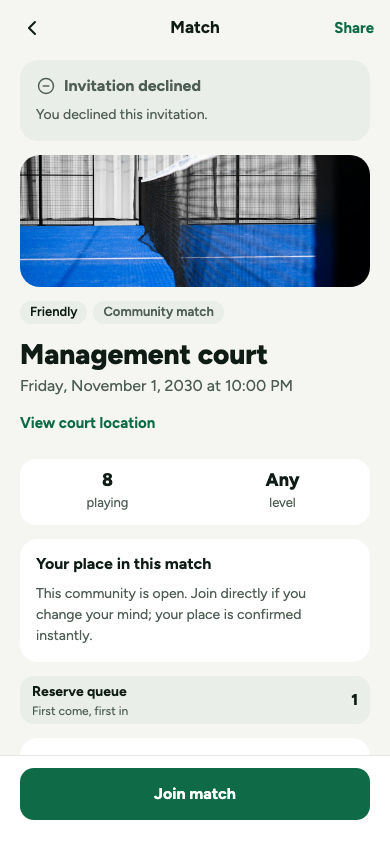 Match
Share
Invitation declined
You declined this invitation.
Friendly
Community match
Management court
Friday, November 1, 2030 at 10:00 PM
View court location
8
playing
Any
level
Your place in this match
This community is open. Join directly if you
change your mind; your place is confirmed
instantly.
Reserve queue
First come, first in
1
Join match